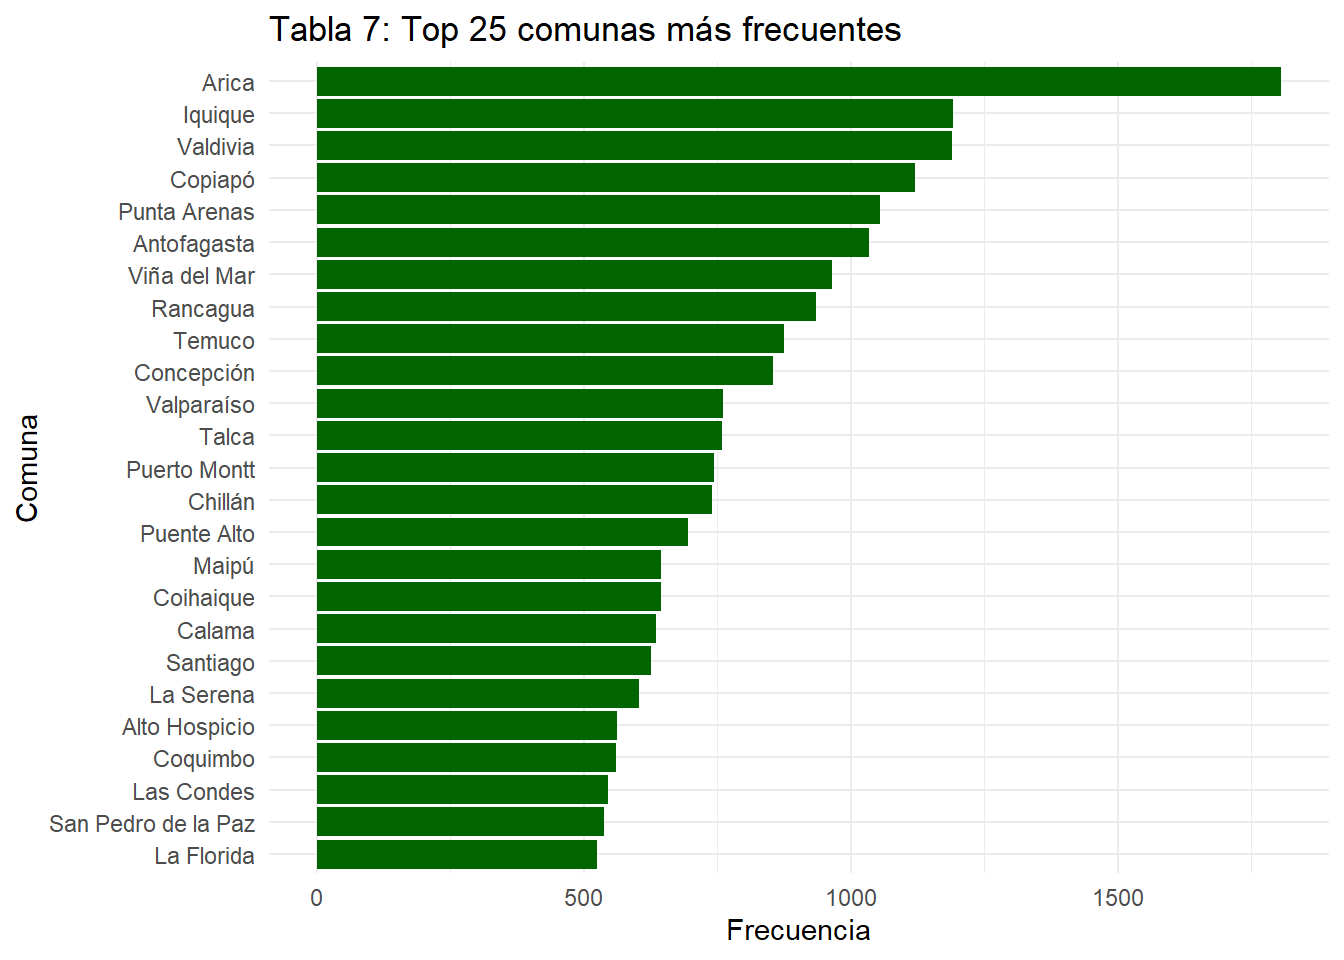 Tabla 7: Top 25 comunas más frecuentes
Arica
Iquique
Valdivia
Copiapó
Punta Arenas
Antofagasta
Viña del Mar
Rancagua
Temuco
Concepción
Valparaíso
Talca
Puerto Montt
Chillán
Puente Alto
Maipú
Coihaique
Calama
Santiago
La Serena
Alto Hospicio
Coquimbo
Las Condes
San Pedro de la Paz
La Florida
Comuna
0 500 1000 1500
Frecuencia